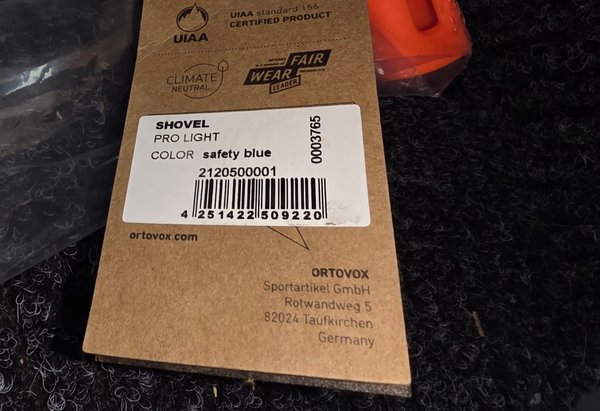 UIAA
UIAA standard 156
CERTIFIED PRODUCT
CLIMATE
NEUTRAL
FAIR
WEAR
LEADER
SHOVEL
PRO LIGHT
COLOR safety blue
0003765
2120500001
4 251422 509220
ortovox.com
ORTOVOX
Sportartikel GmbH
Rotwandweg 5
82024 Taufkirchen
Germany